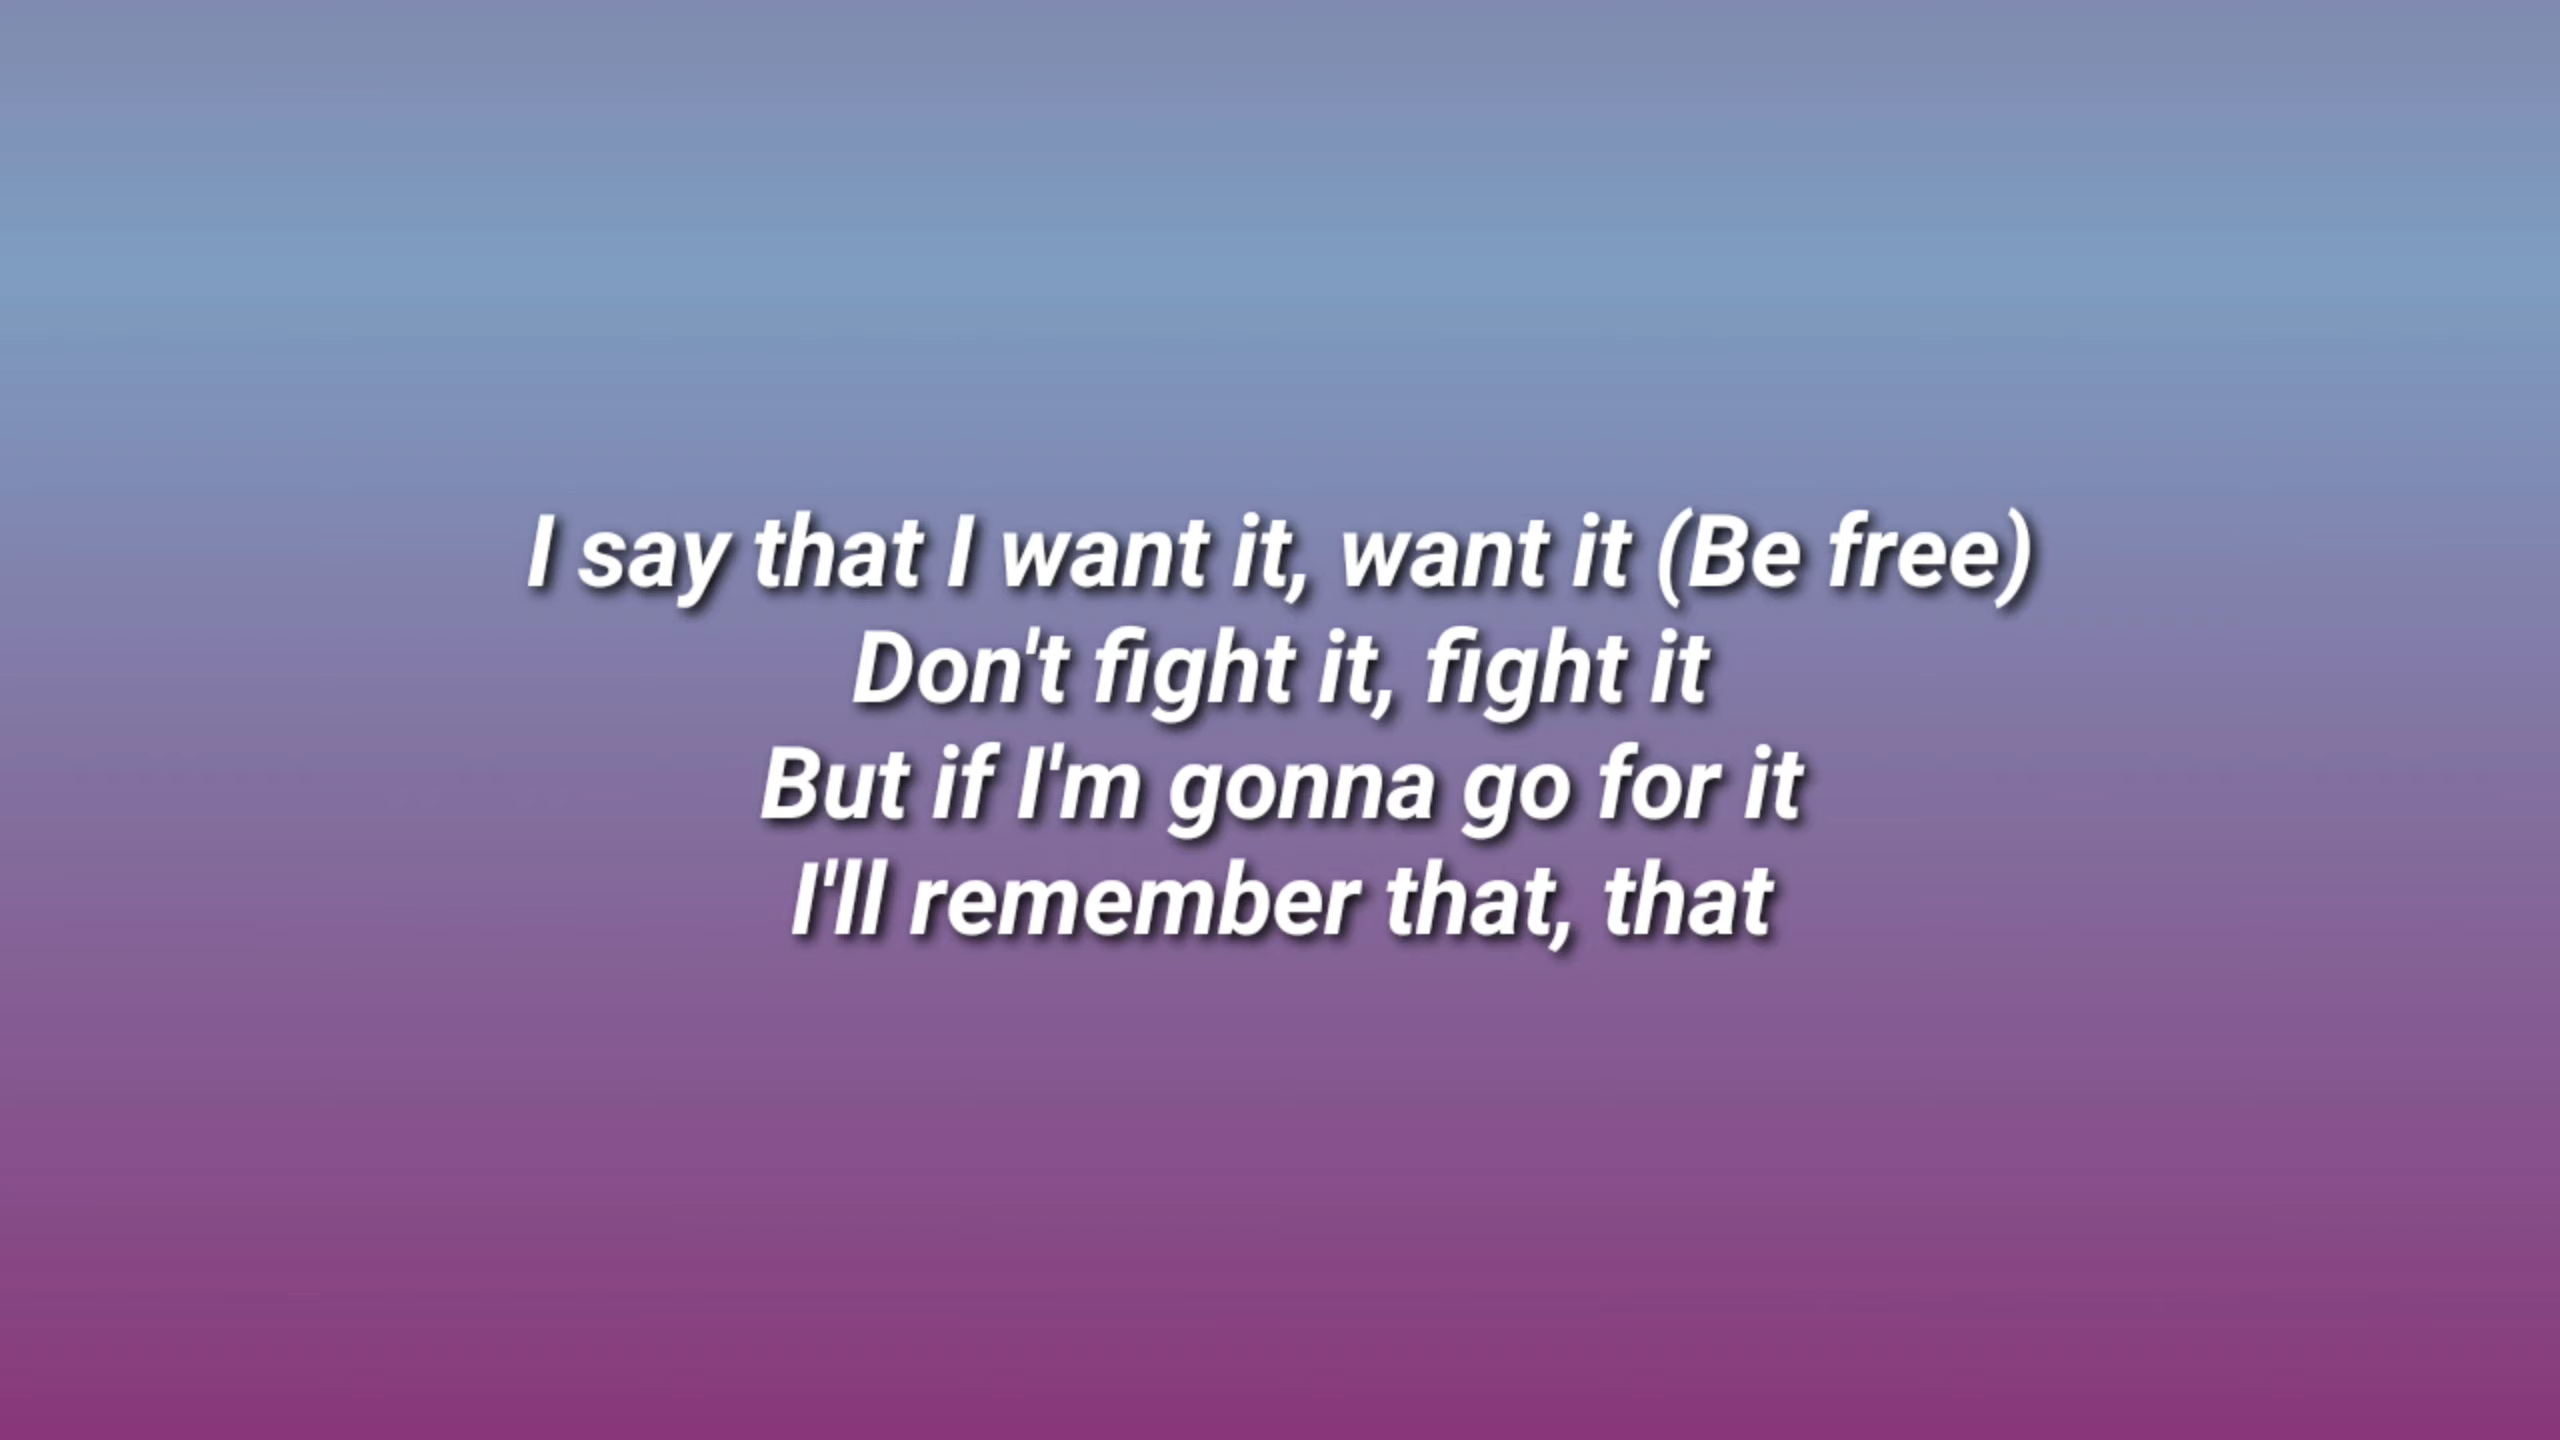 I say that I want it, want it (Be free)
Don't fight it, fight it
But if I'm gonna go for it
I'll remember that, that